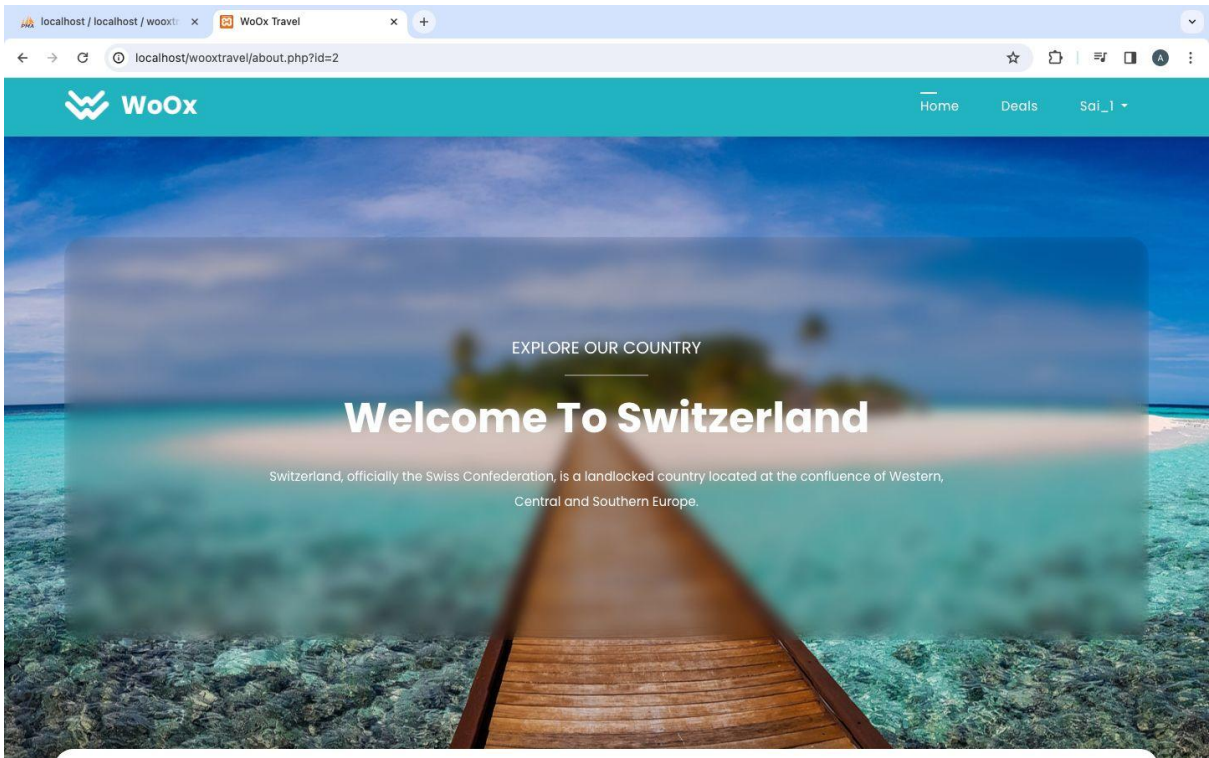 localhost / localhost / wooxtr
WoOx Travel
localhost/wooxtravel/about.php?id=2
A
WoOx
Home
Deals
Sai_1
EXPLORE OUR COUNTRY
Welcome To Switzerland
Switzerland, officially the Swiss Confederation, is a landlocked country located at the confluence of Western,
Central and Southern Europe.